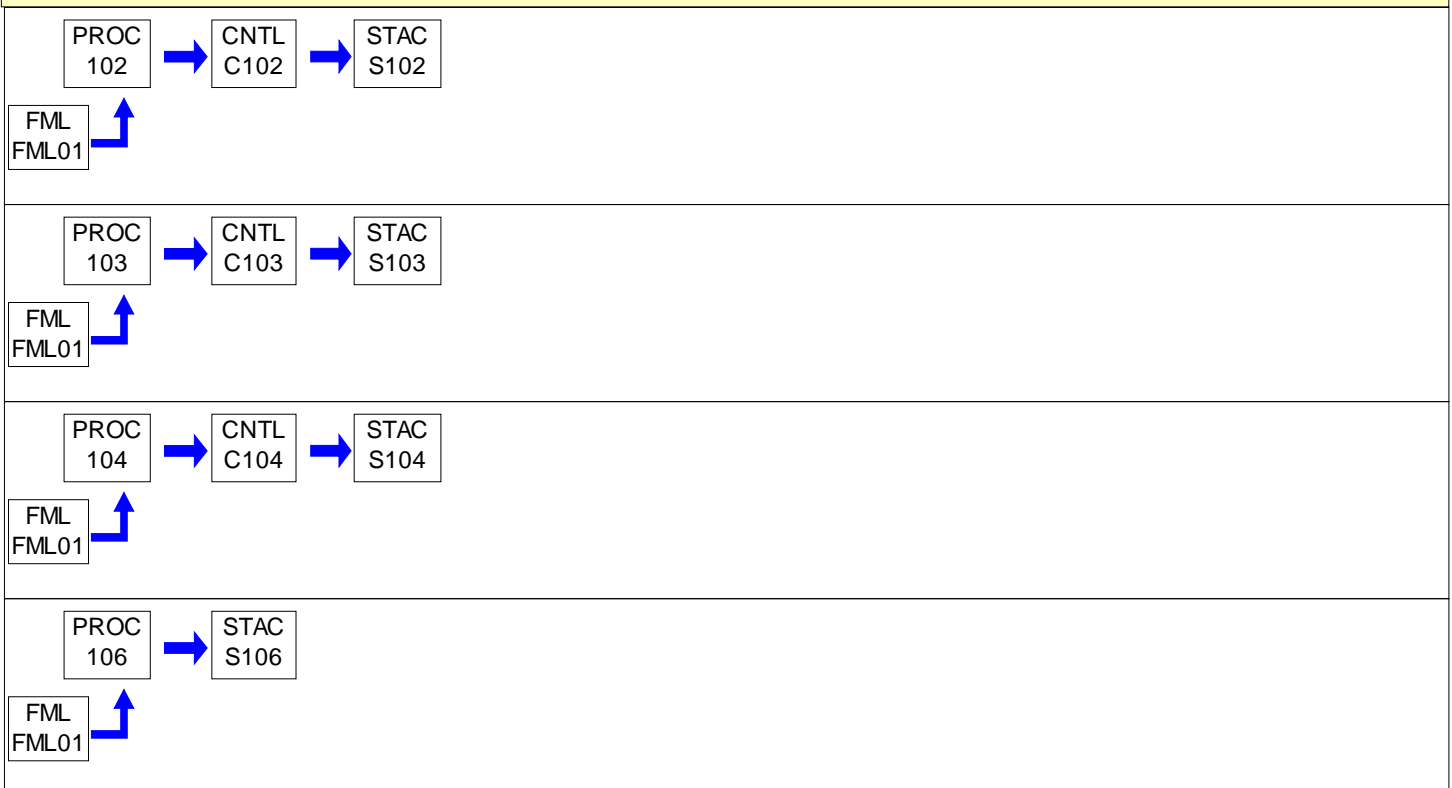 PROC
102
CNTL
C102
STAC
S102
FML
FML01
PROC
103
CNTL
C103
STAC
S103
FML
FML01
PROC
104
CNTL
C104
STAC
S104
FML
FML01
PROC
106
STAC
S106
FML
FML01